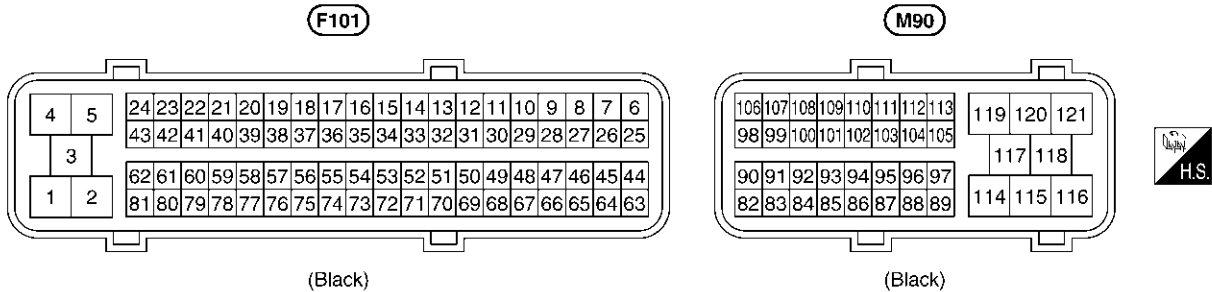 F101 M90
4 5 24 23 22 21 20 19 18 17 16 15 14 13 12 11 10 9 8 7 6 106 107 108 109 110 111 112 113 119 120 121
43 42 41 40 39 38 37 36 35 34 33 32 31 30 29 28 27 26 25 98 99 100 101 102 103 104 105
3 117 118
62 61 60 59 58 57 56 55 54 53 52 51 50 49 48 47 46 45 44 90 91 92 93 94 95 96 97
1 2 81 80 79 78 77 76 75 74 73 72 71 70 69 68 67 66 65 64 63 82 83 84 85 86 87 88 89 114 115 116
H.S.
(Black) (Black)